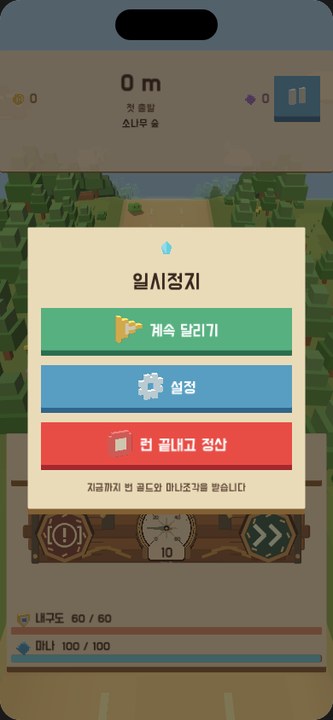 0 m
0
0
첫 출발
소나무 숲
일시정지
계속 달리기
설정
런 끝내고 정산
지금까지 번 골드와 마나조각을 받습니다
10
내구도 60 / 60
마나 100 / 100